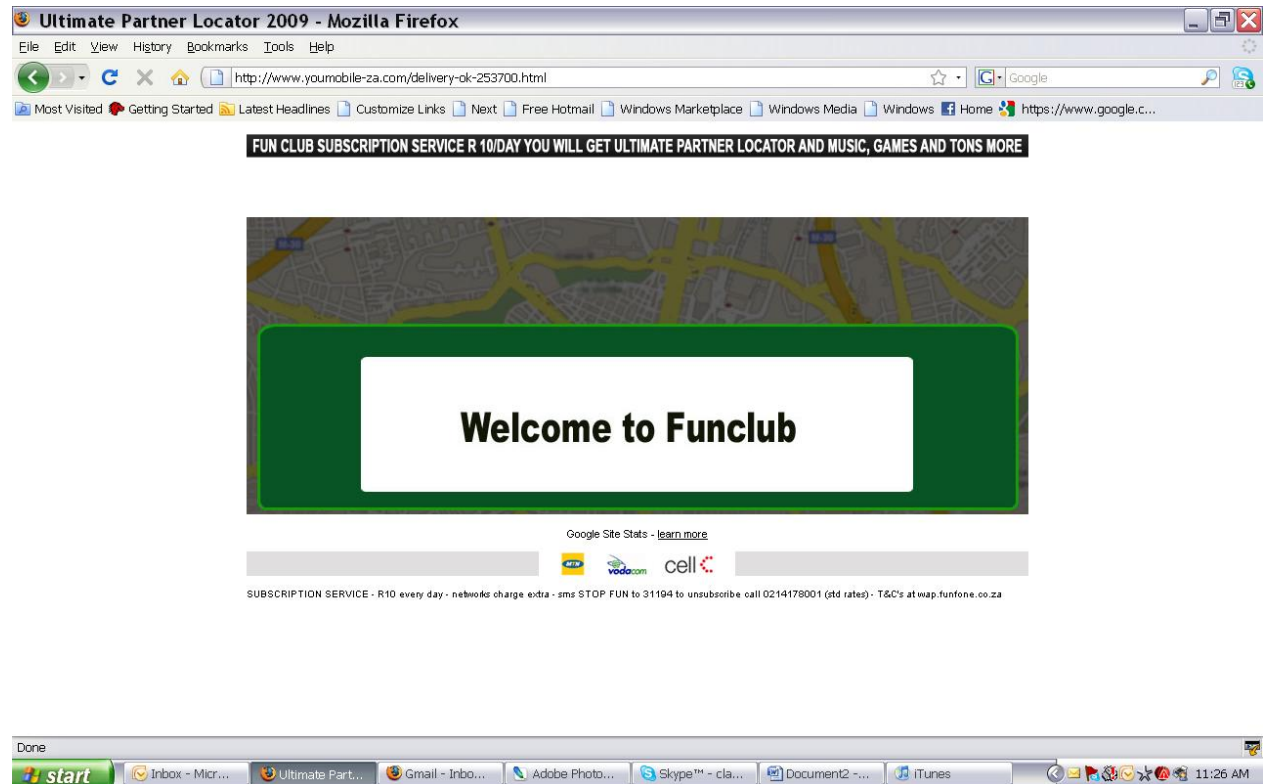 Ultimate Partner Locator 2009 - Mozilla Firefox
File Edit View History Bookmarks Tools Help
http://www.youmobile-za.com/delivery-ok-253700.html G Google
Most Visited Getting Started Latest Headlines Customize Links Next Free Hotmail Windows Marketplace Windows Media Windows Home https://www.google.c...
FUN CLUB SUBSCRIPTION SERVICE R 10/DAY YOU WILL GET ULTIMATE PARTNER LOCATOR AND MUSIC, GAMES AND TONS MORE
M-30 M-30
Welcome to Funclub
Google Site Stats - learn more
MTN vodacom cell C
SUBSCRIPTION SERVICE - R10 every day - networks charge extra - sms STOP FUN to 31194 to unsubscribe call 0214178001 (std rates) - T&C's at wap.funfone.co.za
Done
start Inbox - Micr... Ultimate Part... Gmail - Inbo... Adobe Photo... Skype™ - cla... Document2 -... iTunes 11:26 AM